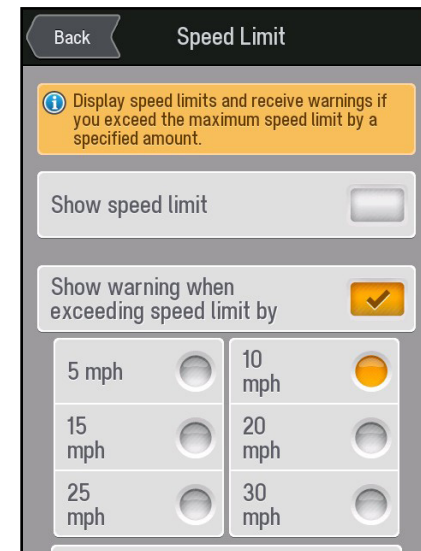 Back
Speed Limit
Display speed limits and receive warnings if
you exceed the maximum speed limit by a
specified amount.
Show speed limit
Show warning when
exceeding speed limit by
5 mph
10
mph
15
mph
20
mph
25
mph
30
mph